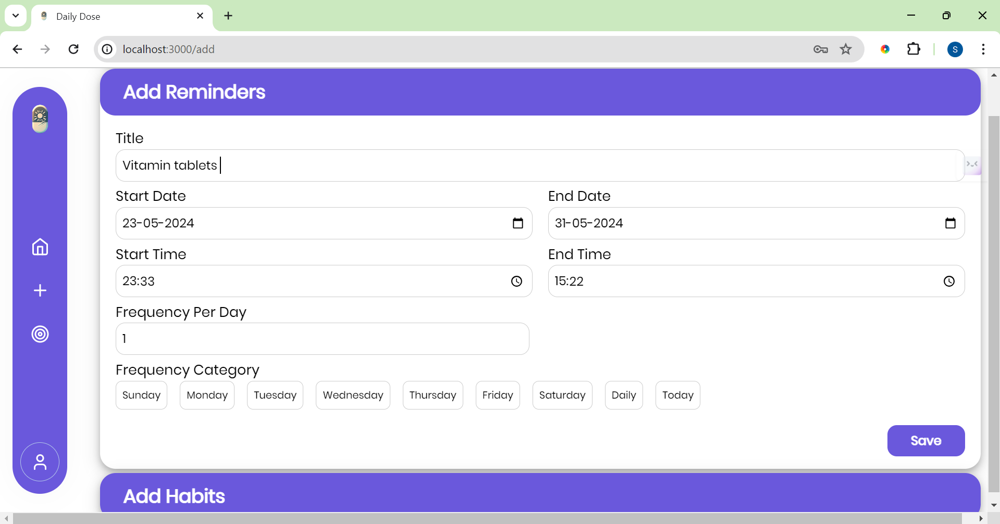 Daily Dose
localhost:3000/add
S
Add Reminders
Title
Vitamin tablets
Start Date End Date
23-05-2024 31-05-2024
Start Time End Time
23:33 15:22
Frequency Per Day
1
Frequency Category
Sunday Monday Tuesday Wednesday Thursday Friday Saturday Daily Today
Save
Add Habits